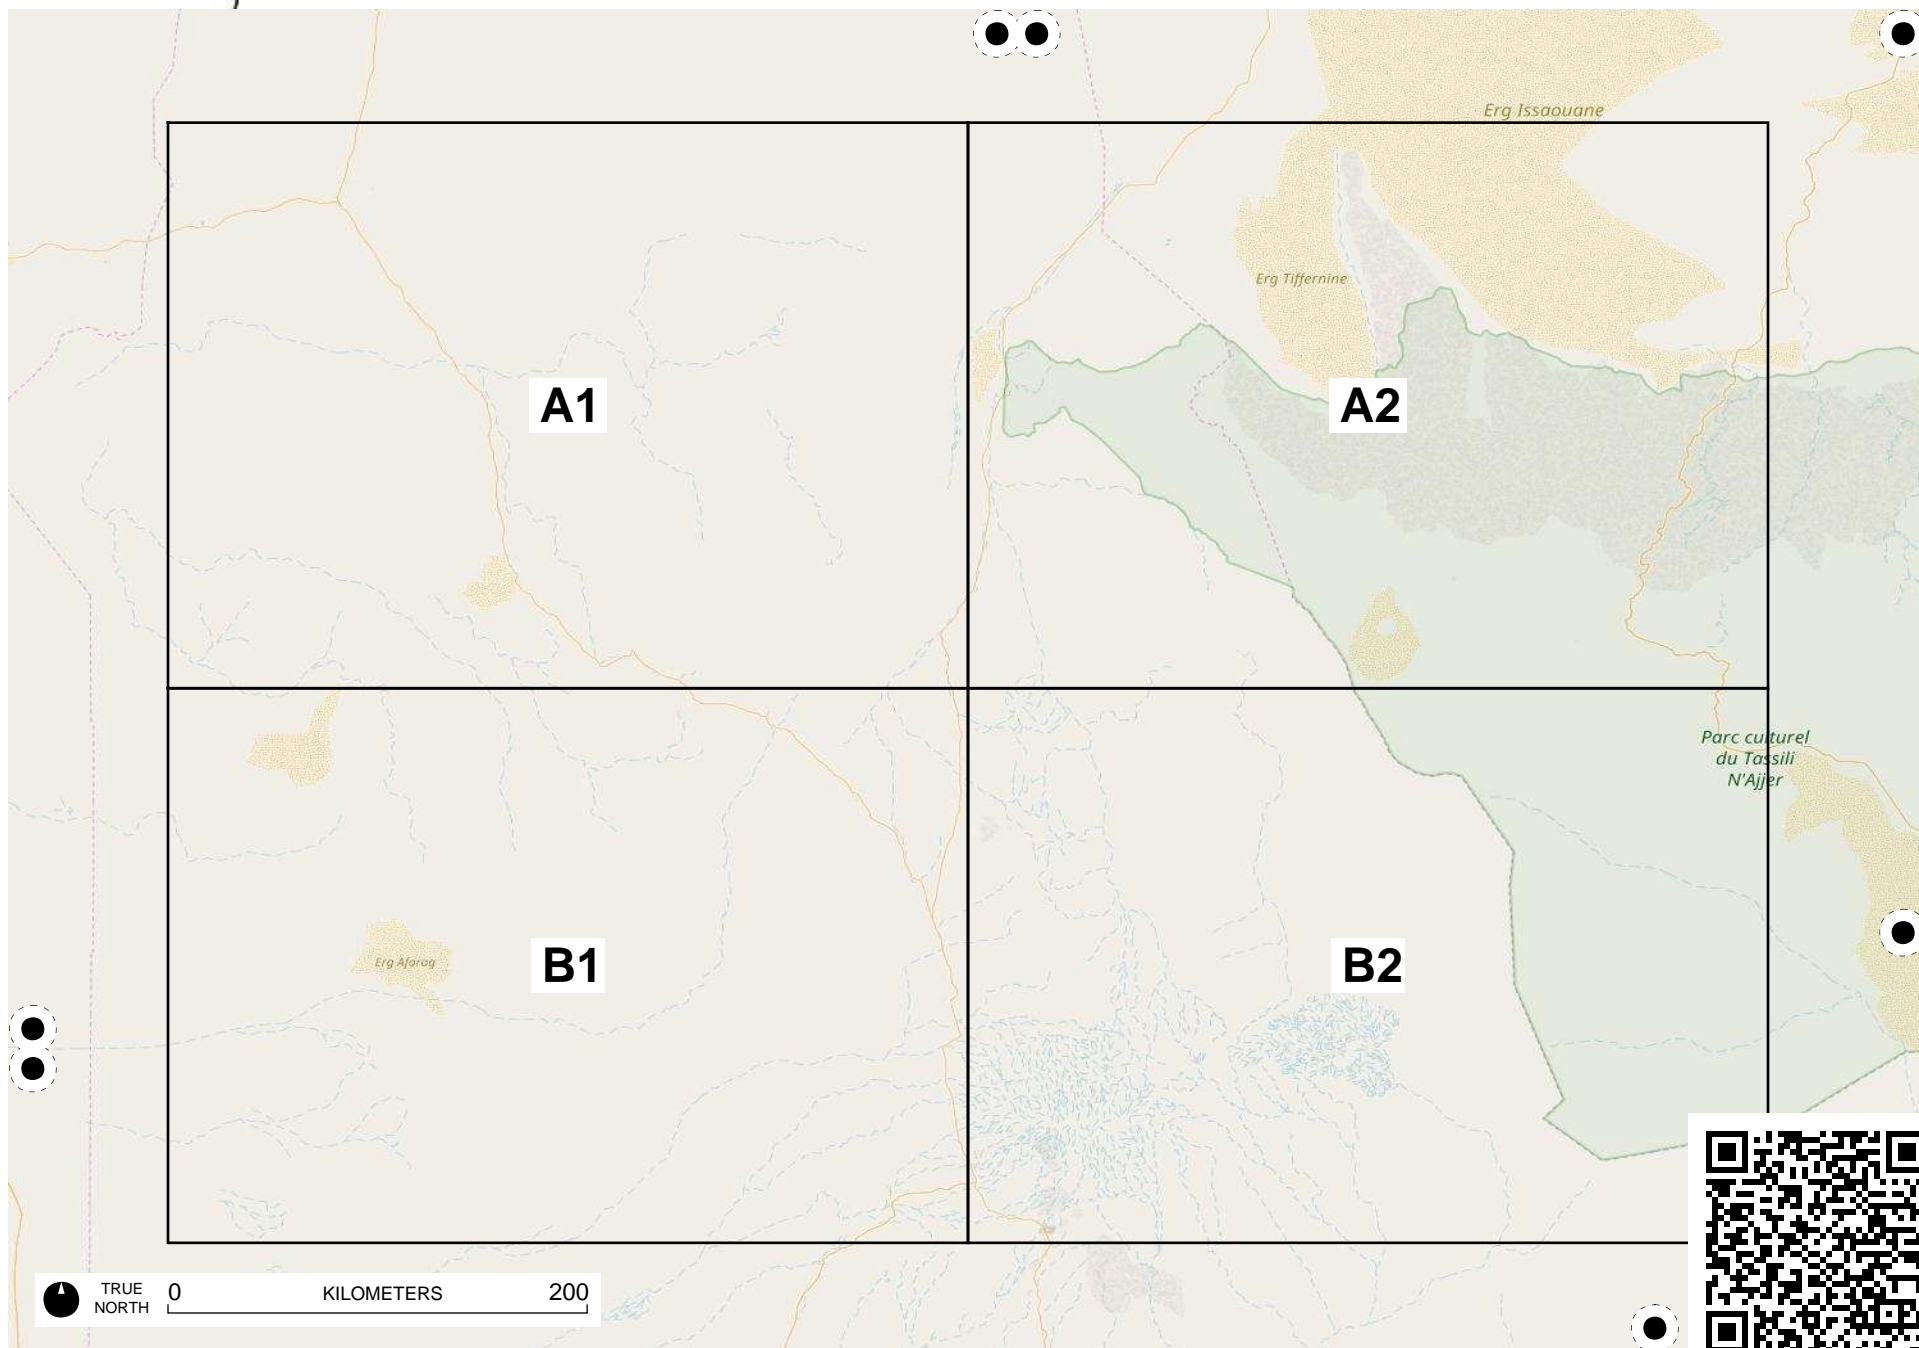 Erg Issaouane
Erg Tiffernine
A1
A2
Parc culturel
du Tassili
N'Ajjer
B1
Erg Afarag
B2
TRUE
NORTH
0
KILOMETERS
200